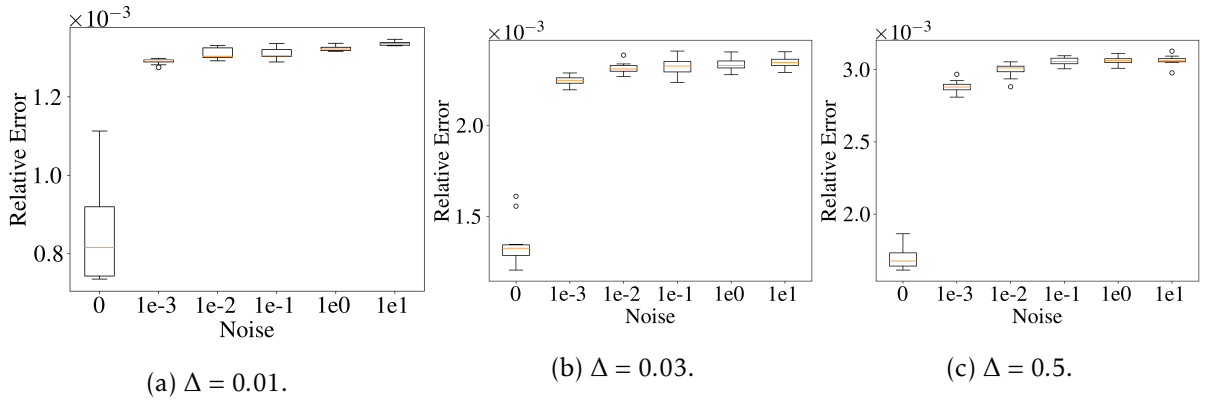 ×10⁻³
Relative Error
1.2
1.0
0.8
0 1e-3 1e-2 1e-1 1e0 1e1
Noise
(a) Δ = 0.01.
×10⁻³
Relative Error
2.0
1.5
0 1e-3 1e-2 1e-1 1e0 1e1
Noise
(b) Δ = 0.03.
×10⁻³
Relative Error
3.0
2.5
2.0
0 1e-3 1e-2 1e-1 1e0 1e1
Noise
(c) Δ = 0.5.